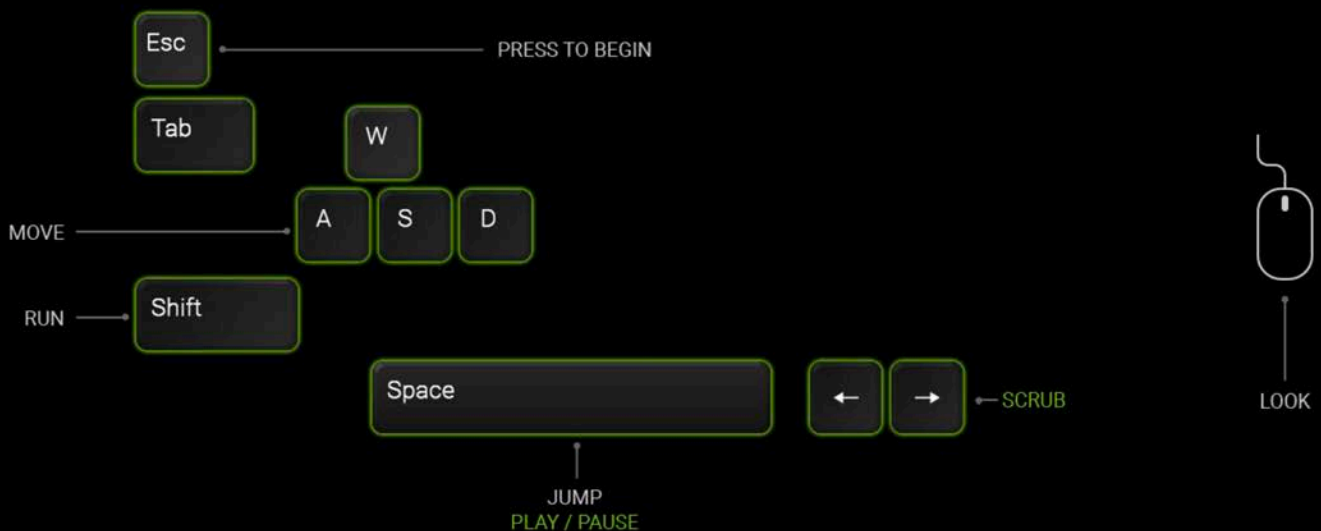 Esc
PRESS TO BEGIN
Tab
W
A
S
D
MOVE
Shift
RUN
Space
←
→
SCRUB
LOOK
JUMP
PLAY / PAUSE